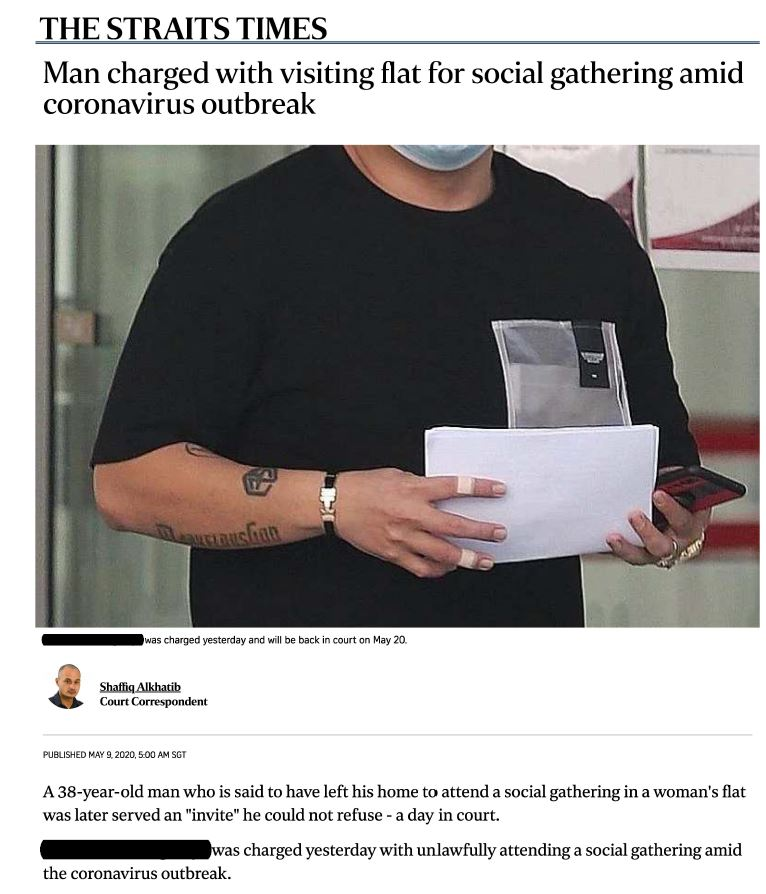 THE STRAITS TIMES
Man charged with visiting flat for social gathering amid
coronavirus outbreak
was charged yesterday and will be back in court on May 20.
Shaffiq Alkhatib
Court Correspondent
PUBLISHED MAY 9, 2020, 5:00 AM SGT
A 38-year-old man who is said to have left his home to attend a social gathering in a woman's flat
was later served an "invite" he could not refuse - a day in court.
was charged yesterday with unlawfully attending a social gathering amid
the coronavirus outbreak.